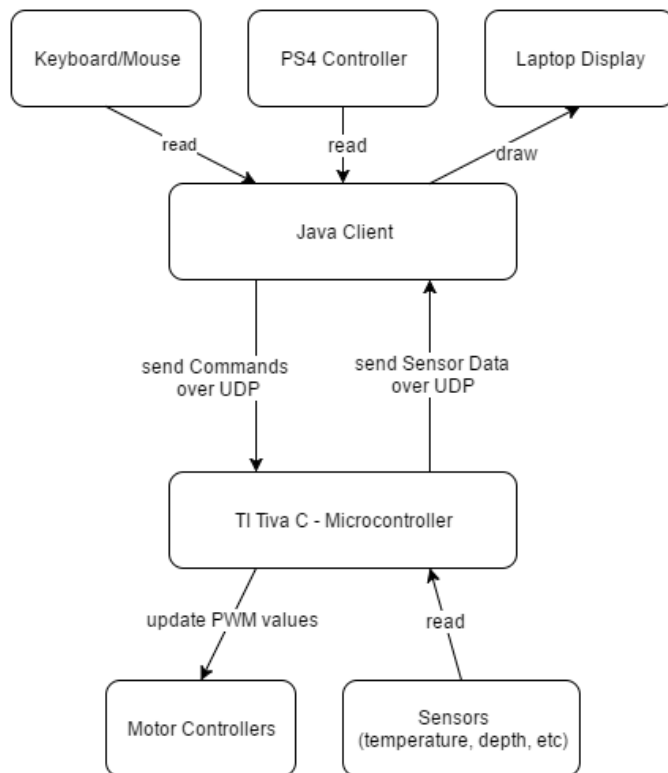 Keyboard/Mouse
PS4 Controller
Laptop Display
read
read
draw
Java Client
send Commands
over UDP
send Sensor Data
over UDP
TI Tiva C - Microcontroller
update PWM values
read
Motor Controllers
Sensors
(temperature, depth, etc)